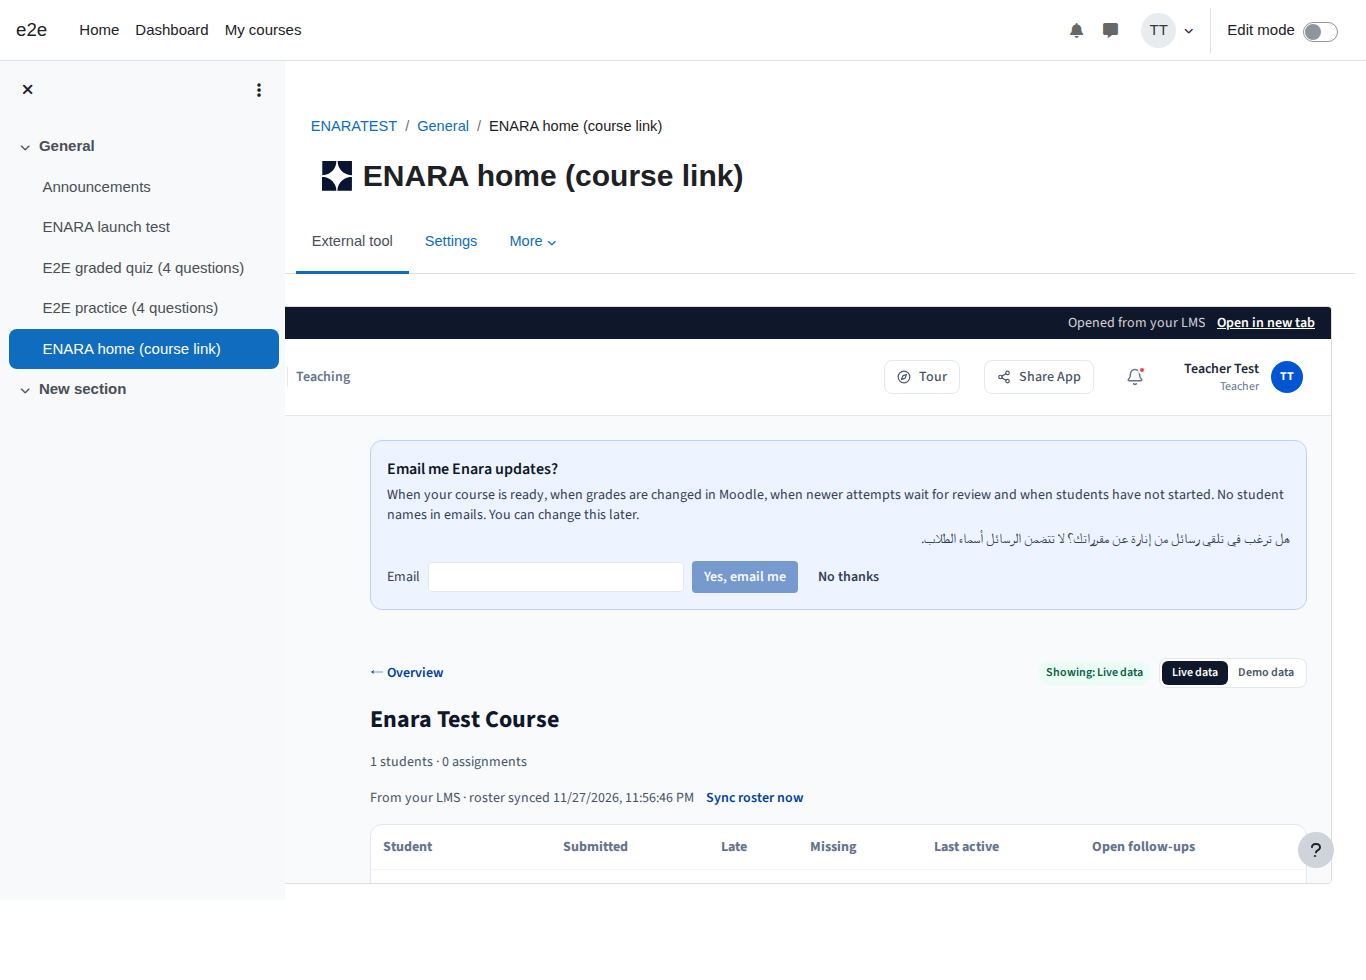 e2e
Home
Dashboard
My courses
TT
Edit mode
General
Announcements
ENARA launch test
E2E graded quiz (4 questions)
E2E practice (4 questions)
ENARA home (course link)
New section
ENARATEST / General / ENARA home (course link)
ENARA home (course link)
External tool
Settings
More
Opened from your LMS Open in new tab
Teaching
Tour
Share App
Teacher Test
Teacher
TT
Email me Enara updates?
When your course is ready, when grades are changed in Moodle, when newer attempts wait for review and when students have not started. No student
names in emails. You can change this later.
هل ترغب في تلقي رسائل من إنارة عن مقرراتك؟ لا تتضمن الرسائل أسماء الطلاب.
Email
Yes, email me
No thanks
← Overview
Showing: Live data
Live data
Demo data
Enara Test Course
1 students · 0 assignments
From your LMS · roster synced 11/27/2026, 11:56:46 PM Sync roster now
Student
Submitted
Late
Missing
Last active
Open follow-ups
?